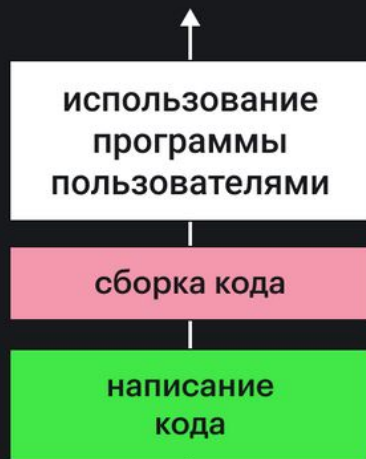 использование
программы
пользователями
сборка кода
написание
кода